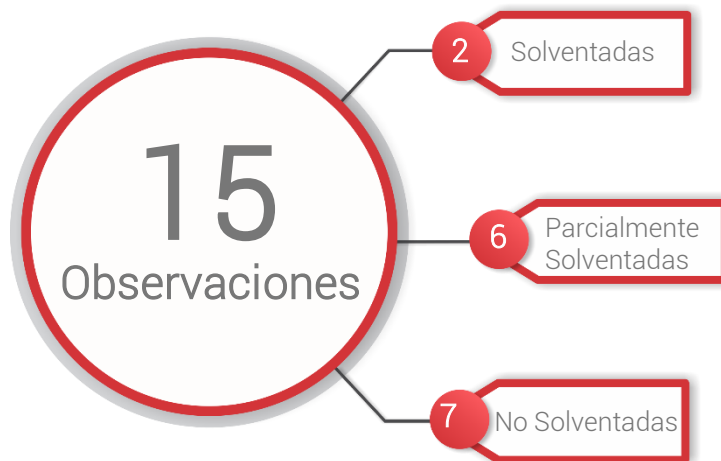 15
Observaciones
2
Solventadas
6
Parcialmente
Solventadas
7
No Solventadas